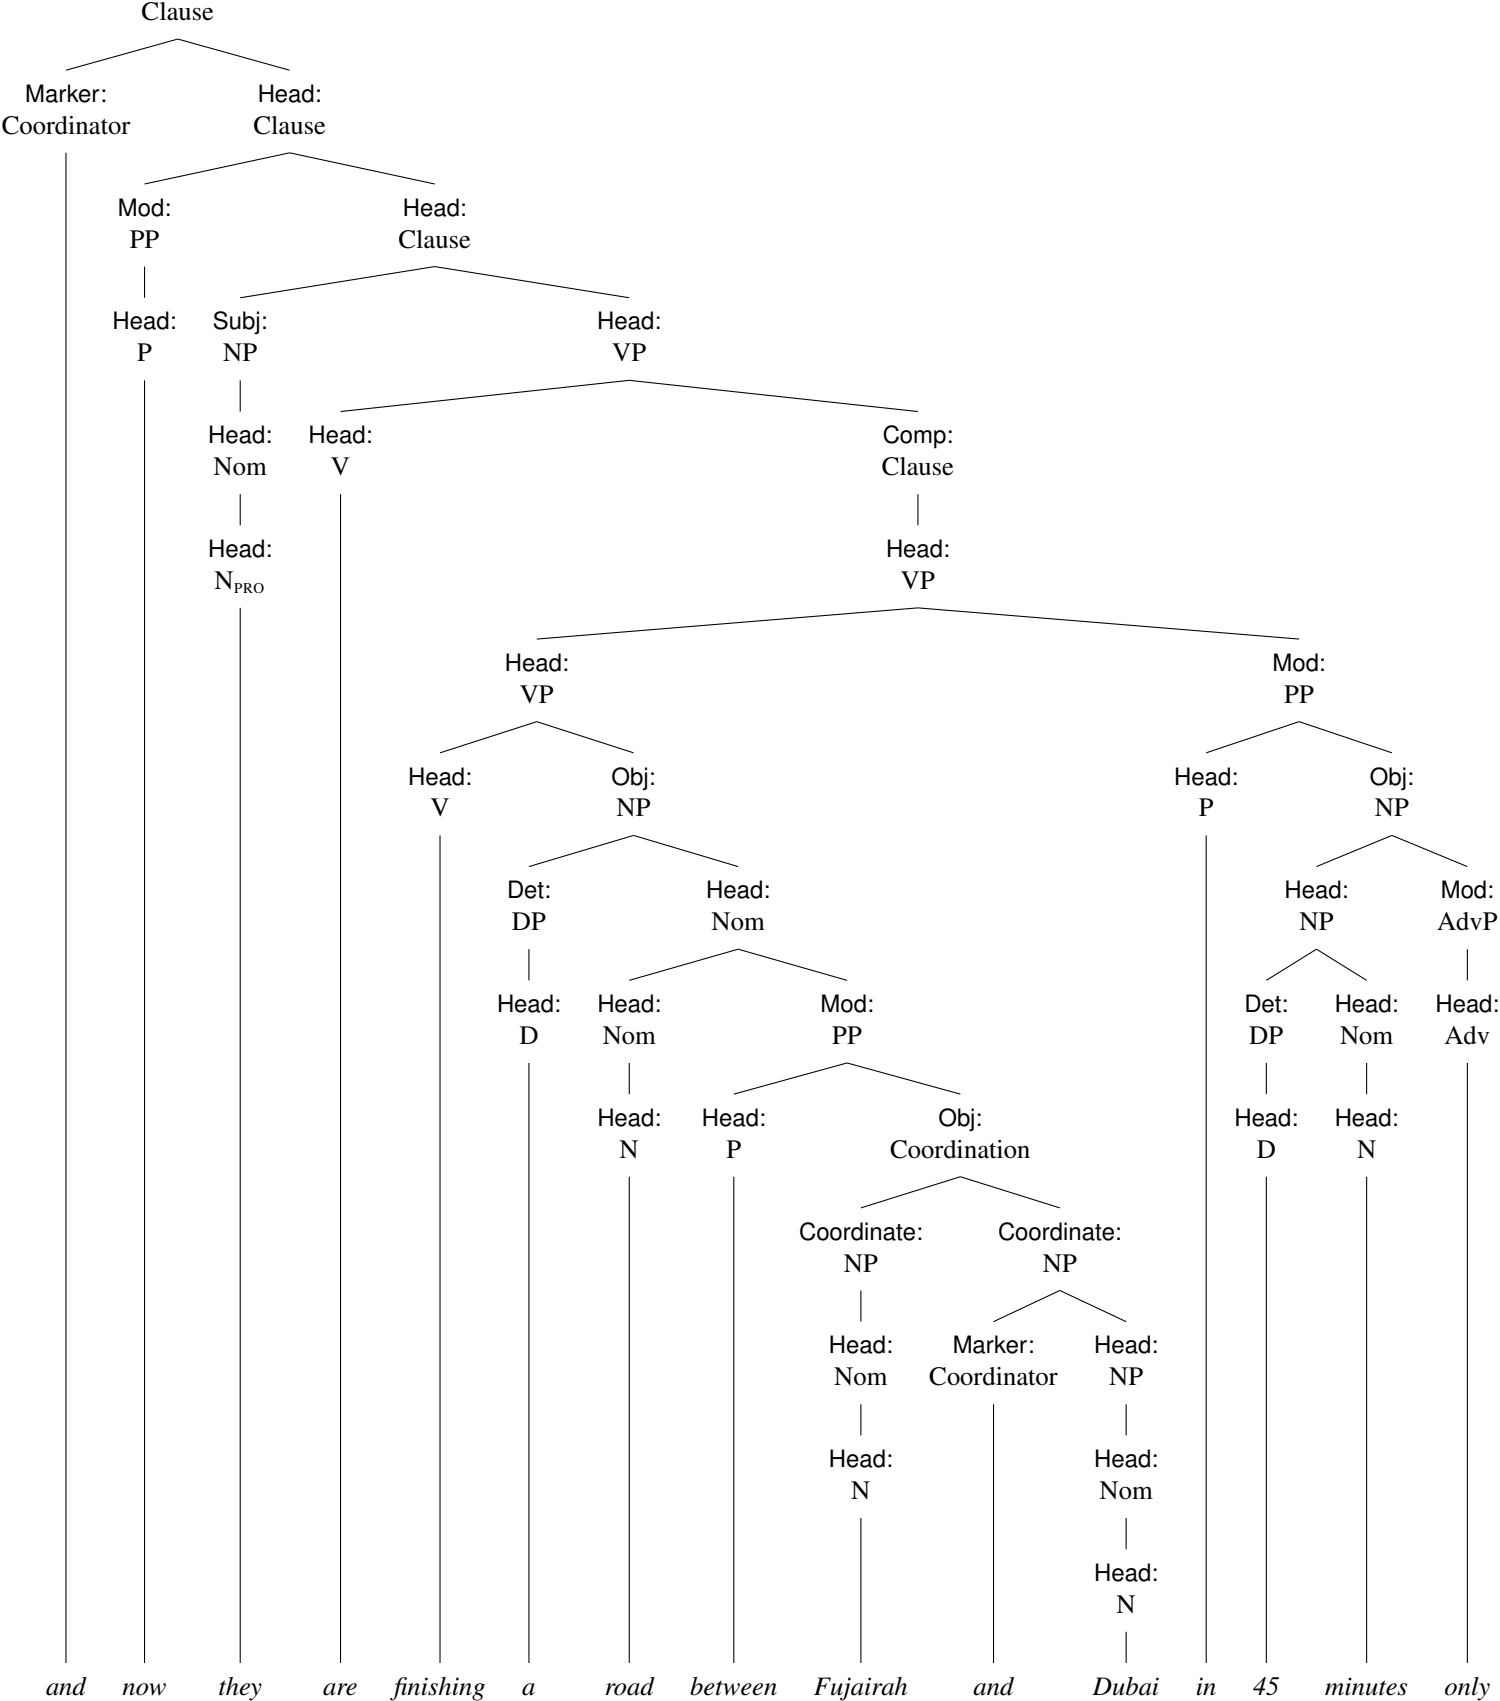 Clause
Marker: Head:
Coordinator Clause
Mod: Head:
PP Clause
Head: Subj: Head:
P NP VP
Head: Head: Comp:
Nom V Clause
Head: Head:
N_PRO VP
Head: Mod:
VP PP
Head: Obj: Head: Obj:
V NP P NP
Det: Head: Head: Mod:
DP Nom NP AdvP
Head: Head: Mod: Det: Head: Head:
D Nom PP DP Nom Adv
Head: Head: Obj: Head: Head:
N P Coordination D N
Coordinate: Coordinate:
NP NP
Head: Marker: Head:
Nom Coordinator NP
Head: Head:
N Nom
Head:
N
and now they are finishing a road between Fujairah and Dubai in 45 minutes only